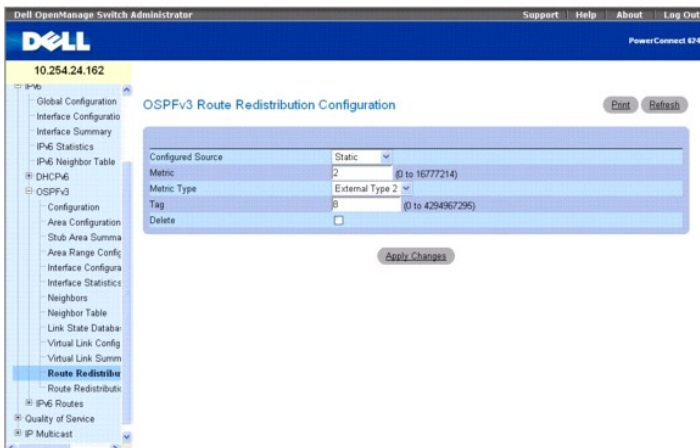 Dell OpenManage Switch Administrator
Support Help About Log Out
DELL
PowerConnect 624
10.254.24.162
IPv6
Global Configuration
Interface Configuratio
Interface Summary
IPv6 Statistics
IPv6 Neighbor Table
DHCPv6
OSPFv3
Configuration
Area Configuration
Stub Area Summa
Area Range Config
Interface Configura
Interface Statistics
Neighbors
Neighbor Table
Link State Databa
Virtual Link Config
Virtual Link Summ
Route Redistribu
Route Redistributi
IPv6 Routes
Quality of Service
IP Multicast
OSPFv3 Route Redistribution Configuration
Print Refresh
Configured Source Static
Metric 2 (0 to 16777214)
Metric Type External Type 2
Tag 8 (0 to 4294967295)
Delete
Apply Changes